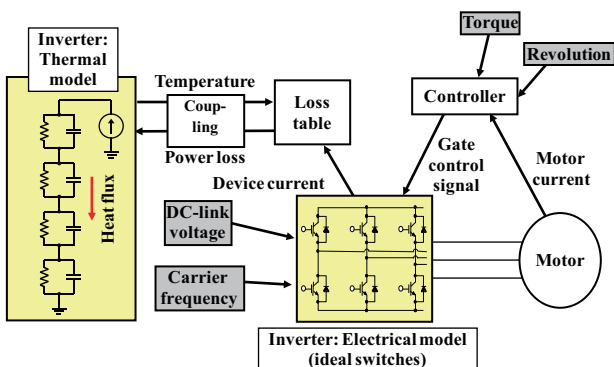 Inverter:
Thermal
model
Torque
Revolution
Temperature
Coup-
ling
Power loss
Loss
table
Controller
Gate
control
signal
Motor
current
Heat flux
Device current
DC-link
voltage
Carrier
frequency
Motor
Inverter: Electrical model
(ideal switches)